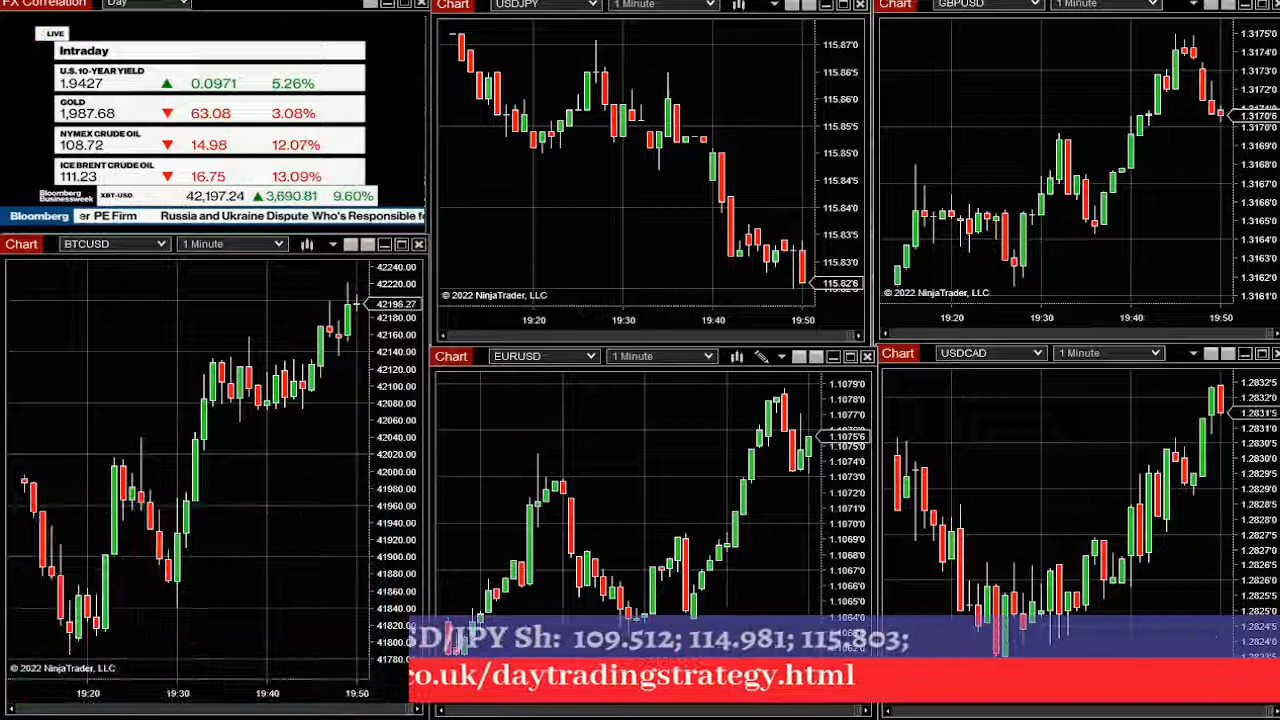 FX Correlation Day
LIVE
Intraday
U.S. 10-YEAR YIELD
1.9427 ▲ 0.0971 5.26%
GOLD
1,987.68 ▼ 63.08 3.08%
NYMEX CRUDE OIL
108.72 ▼ 14.98 12.07%
ICE BRENT CRUDE OIL
111.23 ▼ 16.75 13.09%
Bloomberg
Businessweek
XBT-USD 42,197.24 ▲3,690.81 9.60%
Bloomberg er PE Firm Russia and Ukraine Dispute Who's Responsible f
Chart USDJPY 1 Minute
115.87'0
115.86'5
115.86'0
115.85'5
115.85'0
115.84'5
115.84'0
115.83'5
115.83'0
115.82'6
© 2022 NinjaTrader, LLC
19:20 19:30 19:40 19:50
Chart GBPUSD 1 Minute
1.3175'0
1.3174'0
1.3172'0
1.3171'0
1.3170'6
1.3170'0
1.3169'0
1.3167'0
1.3166'0
1.3165'0
1.3164'0
1.3162'0
1.3161'0
© 2022 NinjaTrader, LLC
19:20 19:30 19:40 19:50
Chart BTCUSD 1 Minute
42240.00
42220.00
42196.27
42180.00
42160.00
42140.00
42120.00
42100.00
42080.00
42060.00
42040.00
42020.00
42000.00
41980.00
41960.00
41940.00
41920.00
41900.00
41880.00
41860.00
41840.00
41820.00
41800.00
41780.00
© 2022 NinjaTrader, LLC
19:20 19:30 19:40 19:50
Chart EURUSD 1 Minute
1.1079'0
1.1078'0
1.1077'0
1.1075'6
1.1075'0
1.1074'0
1.1072'0
1.1071'0
1.1070'0
1.1069'0
1.1068'0
1.1067'0
1.1066'0
1.1065'0
1.1064'0
Chart USDCAD 1 Minute
1.2832'5
1.2832'0
1.2831'5
1.2831'0
1.2830'5
1.2830'0
1.2829'5
1.2829'0
1.2828'5
1.2828'0
1.2827'5
1.2827'0
1.2826'5
1.2826'0
1.2825'5
1.2825'0
1.2824'5
SD/JPY Sh: 109.512; 114.981; 115.803;
co.uk/daytradingstrategy.html